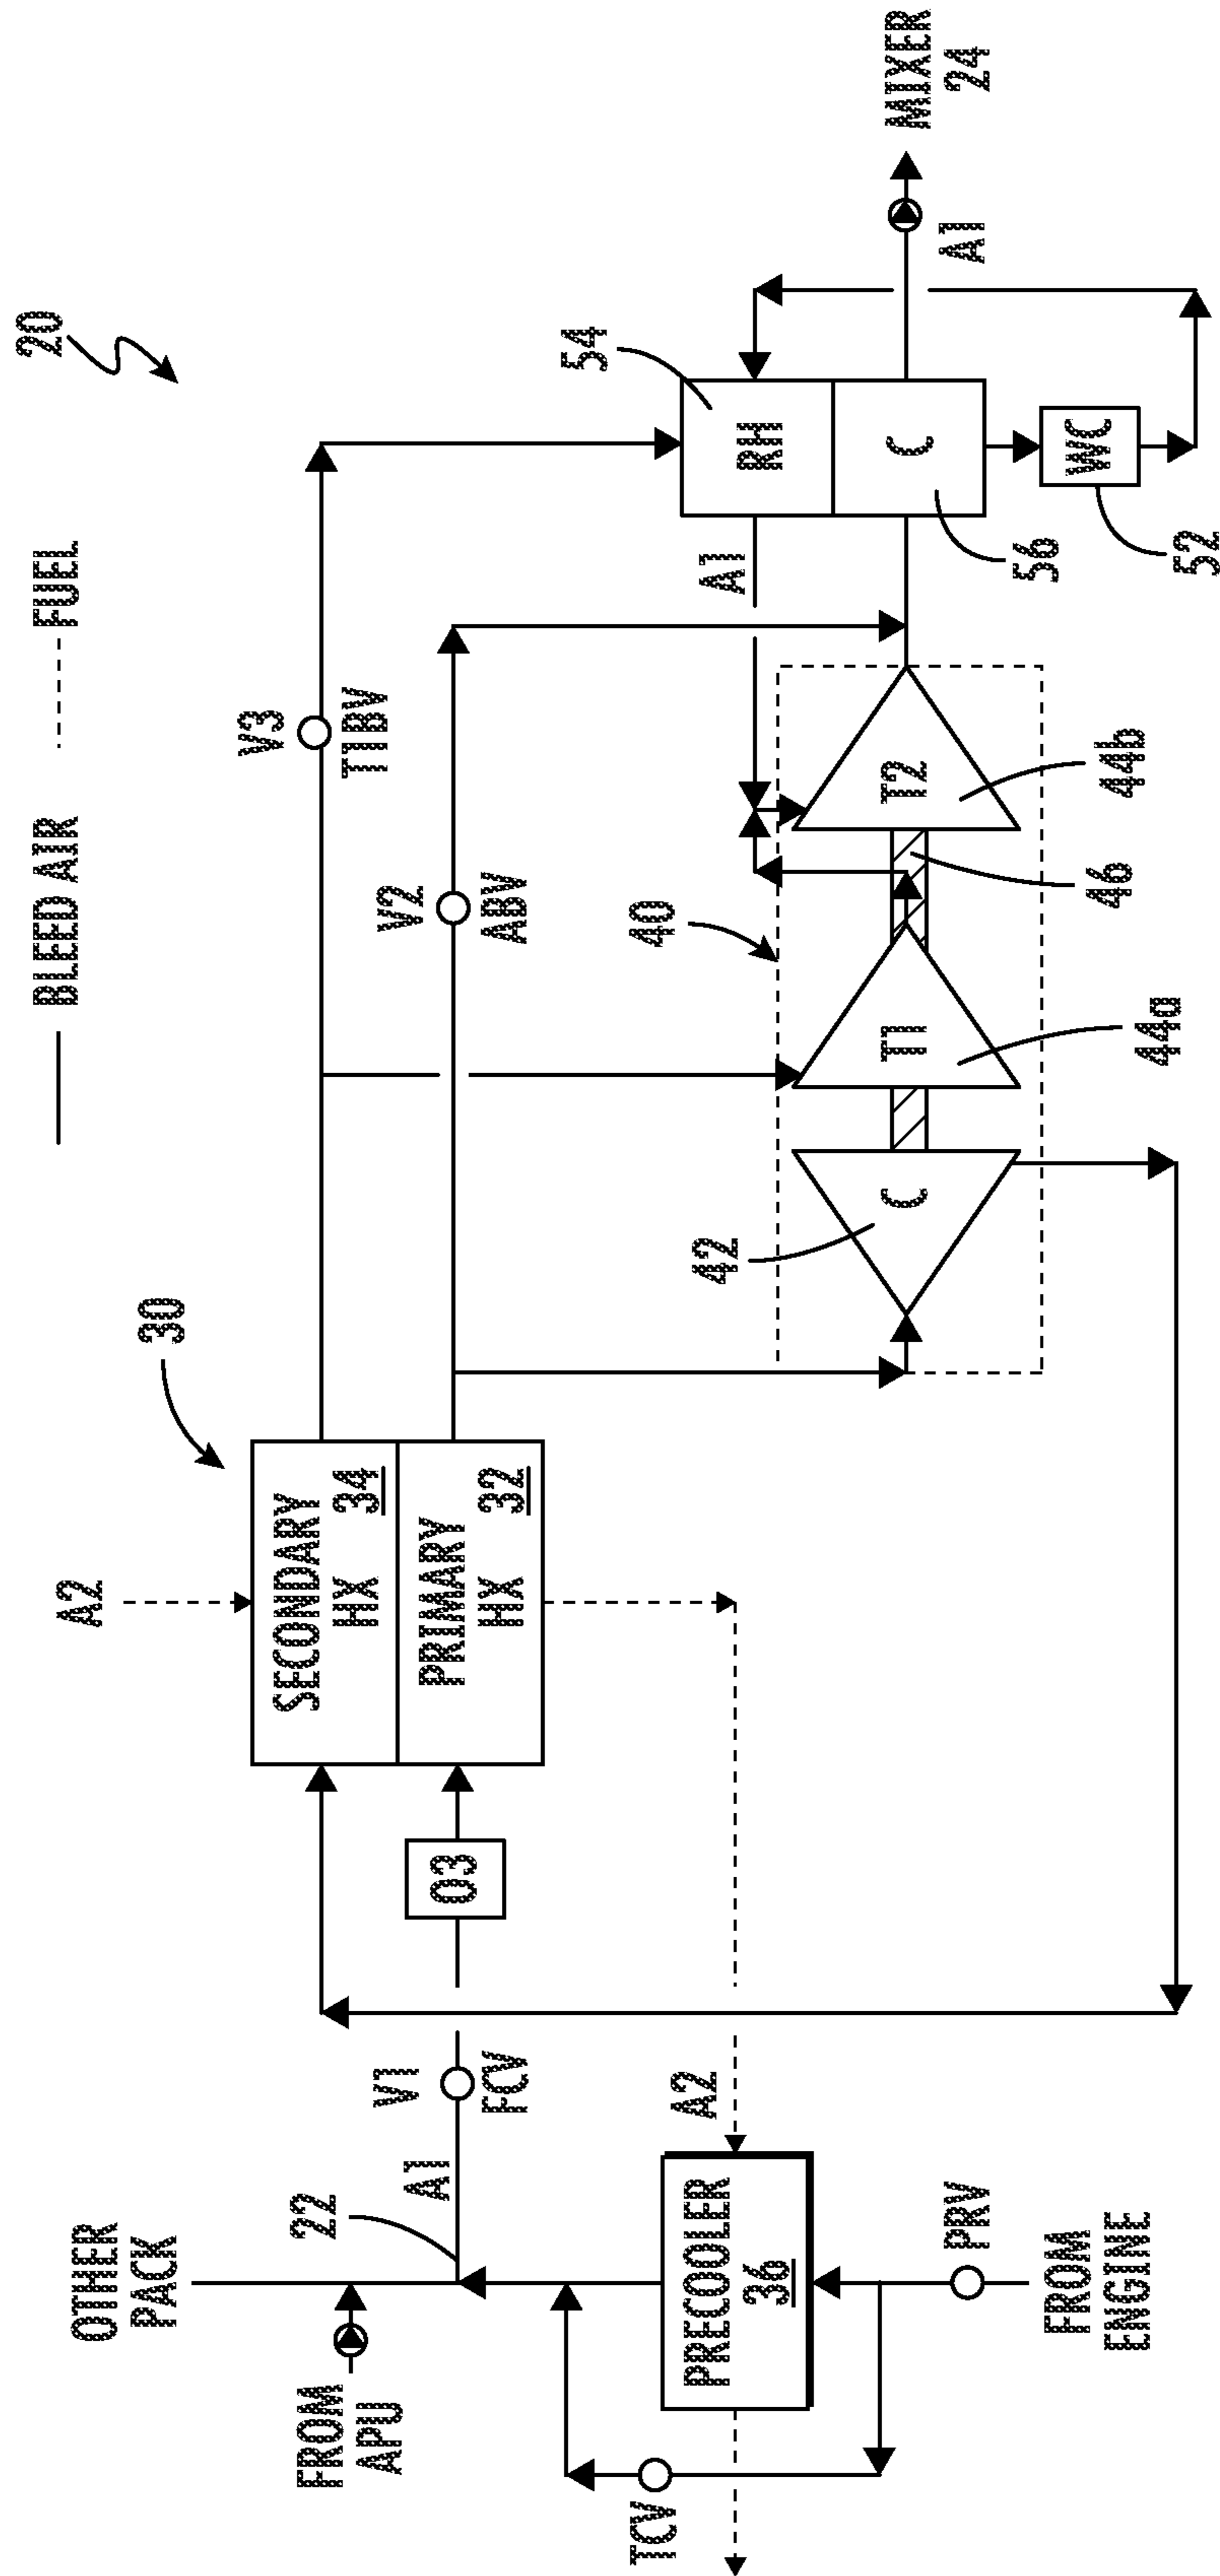 20
BLEED AIR
FUEL
A2
30
SECONDARY
HX 34
PRIMARY
HX 32
V3
T1BV
V2
ABV
OTHER
PACK
FROM
APU
22
A1
V1
FCV
O3
TCV
PRECOOLER
36
A2
PRV
FROM
ENGINE
40
42
C
T1
44a
T2
44b
46
A1
54
RH
C
56
WC
52
A1
MIXER
24